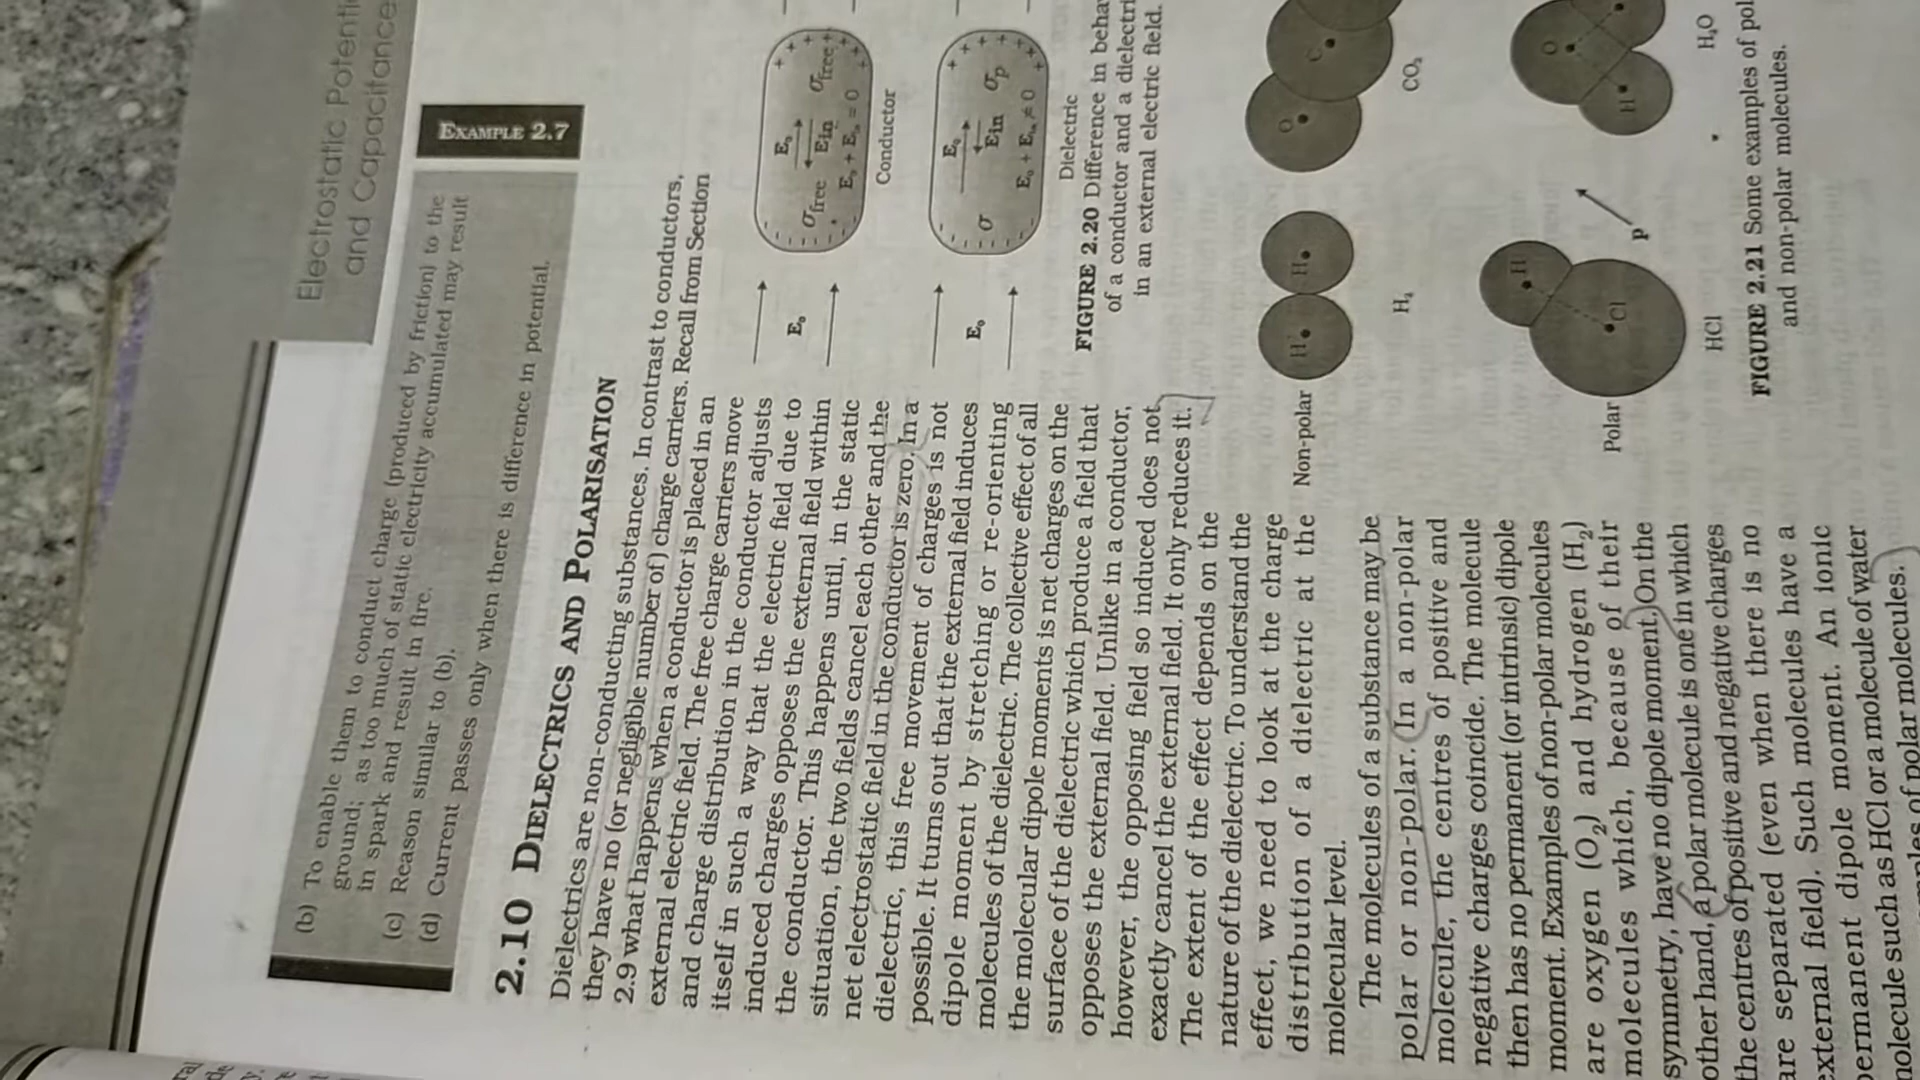 Electrostatic Potenti
and Capacitance
EXAMPLE 2.7
(b) To enable them to conduct charge (produced by friction) to the
ground; as too much of static electricity accumulated may result
in spark and result in fire.
(c) Reason similar to (b).
(d) Current passes only when there is difference in potential.
2.10 DIELECTRICS AND POLARISATION
Dielectrics are non-conducting substances. In contrast to conductors,
they have no (or negligible number of) charge carriers. Recall from Section
2.9 what happens when a conductor is placed in an
external electric field. The free charge carriers move
and charge distribution in the conductor adjusts
itself in such a way that the electric field due to
induced charges opposes the external field within
the conductor. This happens until, in the static
situation, the two fields cancel each other and the
net electrostatic field in the conductor is zero. In a
dielectric, this free movement of charges is not
possible. It turns out that the external field induces
dipole moment by stretching or re-orienting
molecules of the dielectric. The collective effect of all
the molecular dipole moments is net charges on the
surface of the dielectric which produce a field that
opposes the external field. Unlike in a conductor,
however, the opposing field so induced does not
exactly cancel the external field. It only reduces it.
The extent of the effect depends on the
nature of the dielectric. To understand the
effect, we need to look at the charge
distribution of a dielectric at the
molecular level.
The molecules of a substance may be
polar or non-polar. In a non-polar
molecule, the centres of positive and
negative charges coincide. The molecule
then has no permanent (or intrinsic) dipole
moment. Examples of non-polar molecules
are oxygen (O₂) and hydrogen (H₂)
molecules which, because of their
symmetry, have no dipole moment. On the
other hand, a polar molecule is one in which
the centres of positive and negative charges
are separated (even when there is no
external field). Such molecules have a
permanent dipole moment. An ionic
molecule such as HCl or a molecule of water
of polar molecules.
E₀
E₀
σfree Ein σfree
E₀ + Eᵢₙ = 0
Conductor
E₀
E₀
σ Ein σp
E₀ + Eᵢₙ ≠ 0
Dielectric
FIGURE 2.20 Difference in behav
of a conductor and a dielectri
in an external electric field.
Non-polar
H H
H₂
O C
CO₂
Polar
H
Cl
HCl
p
O
H
H₂O
FIGURE 2.21 Some examples of pol
and non-polar molecules.